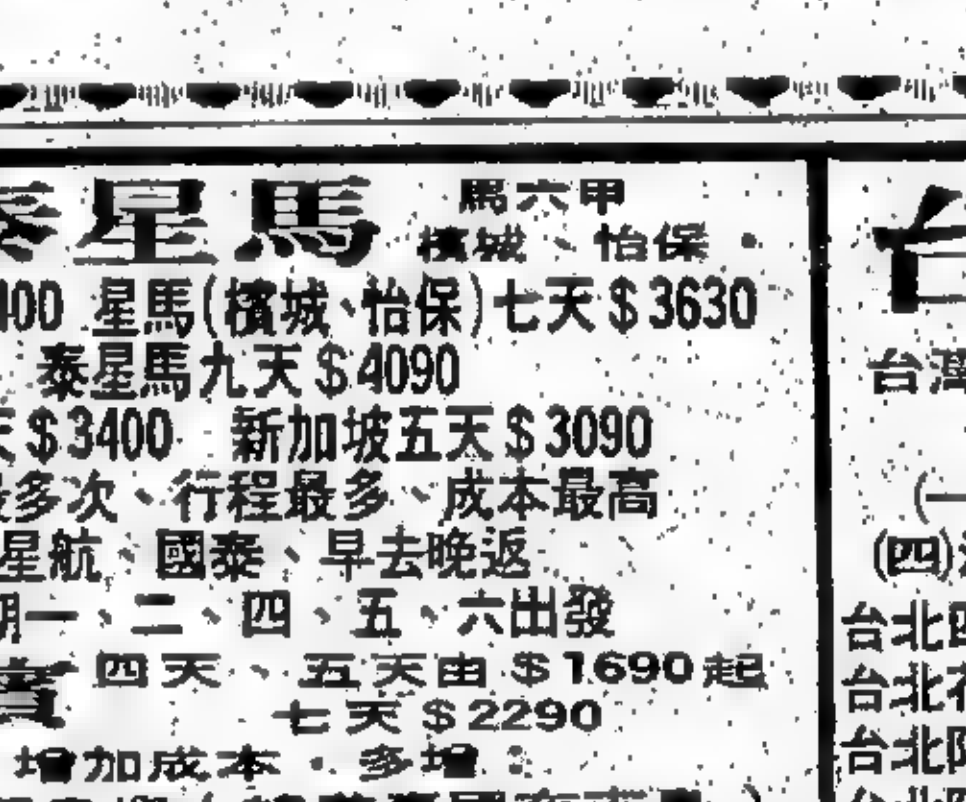 泰星馬 馬六甲
檳城、怡保
400 星馬(檳城、怡保)七天$3630
泰星馬九天$4090
天$3400 新加坡五天$3090
最多次、行程最多、成本最高
星航、國泰、早去晚返
期一、二、四、五、六出發
四天、五天由$1690起
七天$2290
增加成本·多增:
台
台灣
(一
(四)
台北四
台北花
台北